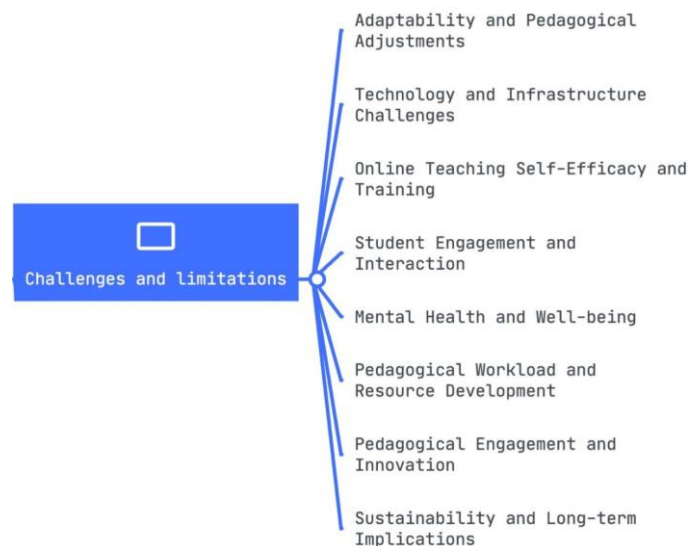 Adaptability and Pedagogical
Adjustments
Technology and Infrastructure
Challenges
Online Teaching Self-Efficacy and
Training
Challenges and limitations
Student Engagement and
Interaction
Mental Health and Well-being
Pedagogical Workload and
Resource Development
Pedagogical Engagement and
Innovation
Sustainability and Long-term
Implications